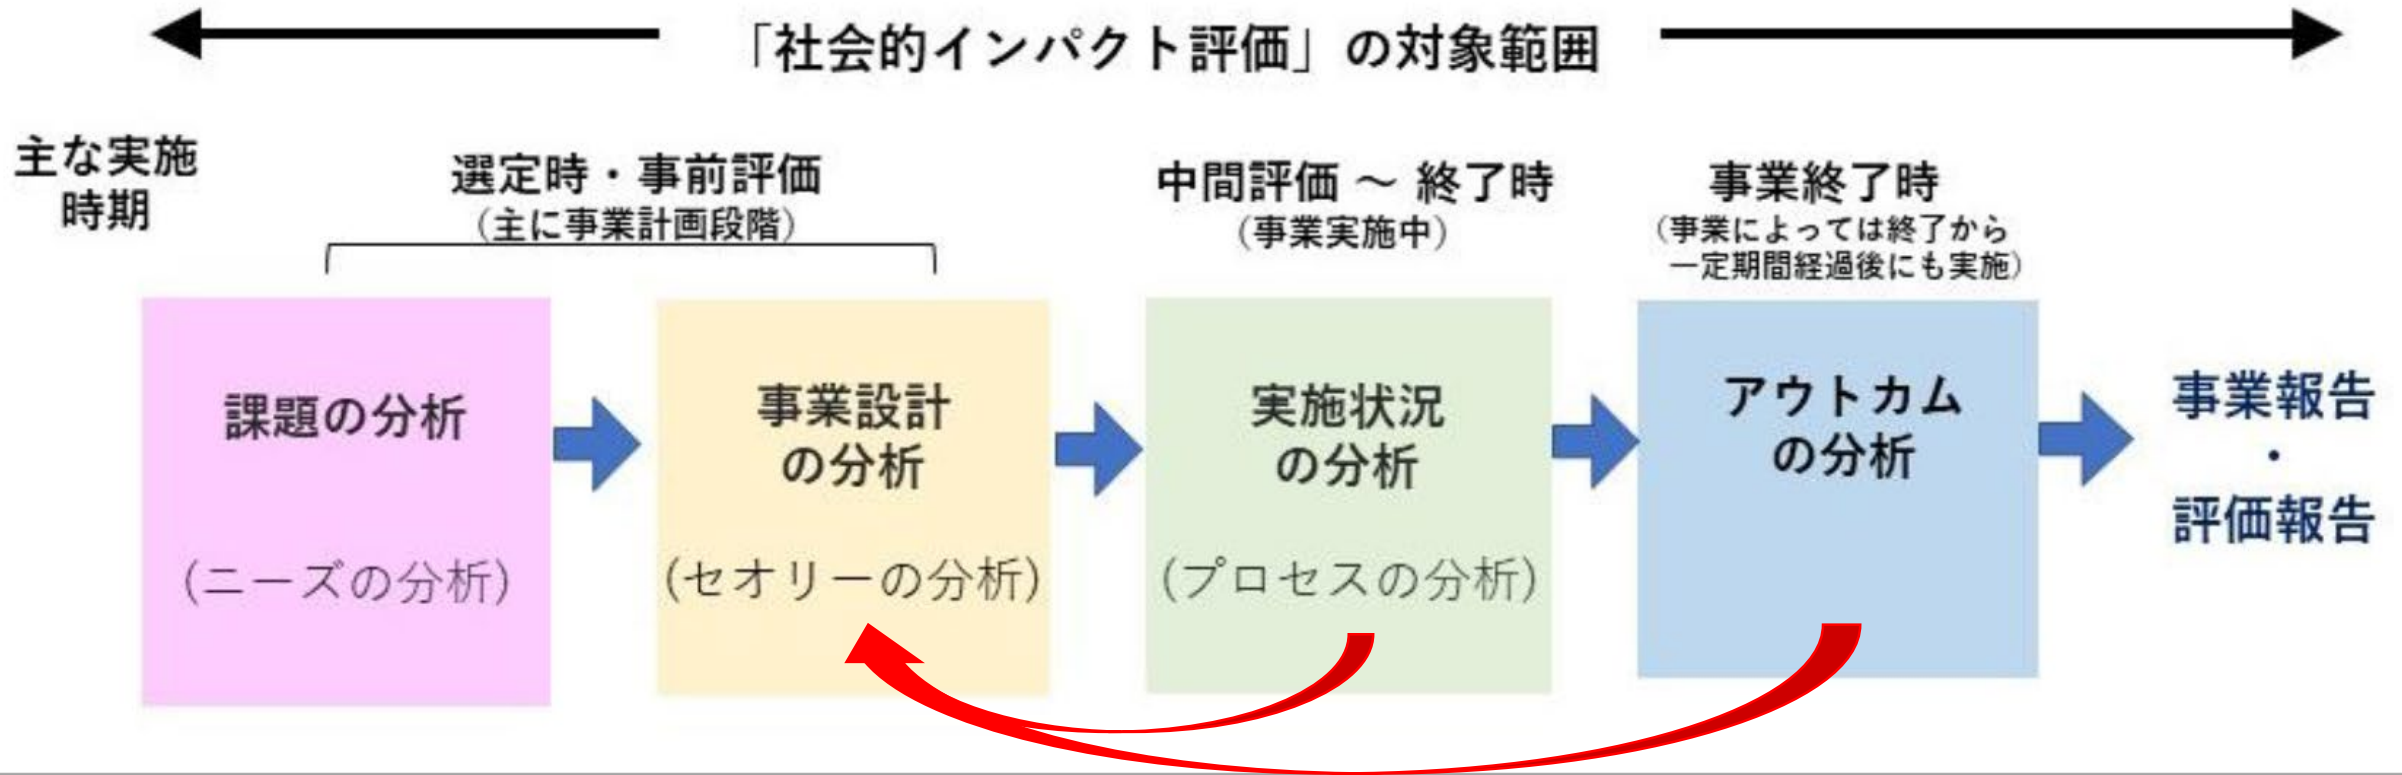 「社会的インパクト評価」の対象範囲
主な実施
時期
選定時・事前評価
（主に事業計画段階）
中間評価 ～ 終了時
（事業実施中）
事業終了時
（事業によっては終了から
一定期間経過後にも実施）
課題の分析
(ニーズの分析)
事業設計
の分析
(セオリーの分析)
実施状況
の分析
(プロセスの分析)
アウトカム
の分析
事業報告
・
評価報告